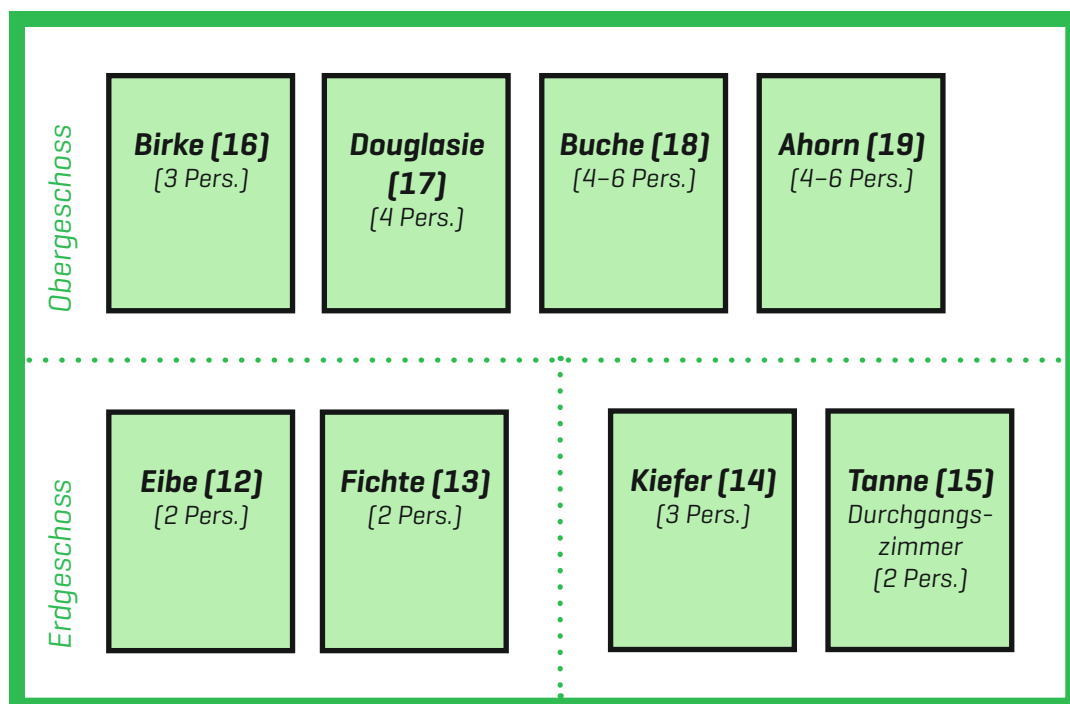 Obergeschoss
Birke (16)
(3 Pers.)
Douglasie
(17)
(4 Pers.)
Buche (18)
(4–6 Pers.)
Ahorn (19)
(4–6 Pers.)
Erdgeschoss
Eibe (12)
(2 Pers.)
Fichte (13)
(2 Pers.)
Kiefer (14)
(3 Pers.)
Tanne (15)
Durchgangs-
zimmer
(2 Pers.)